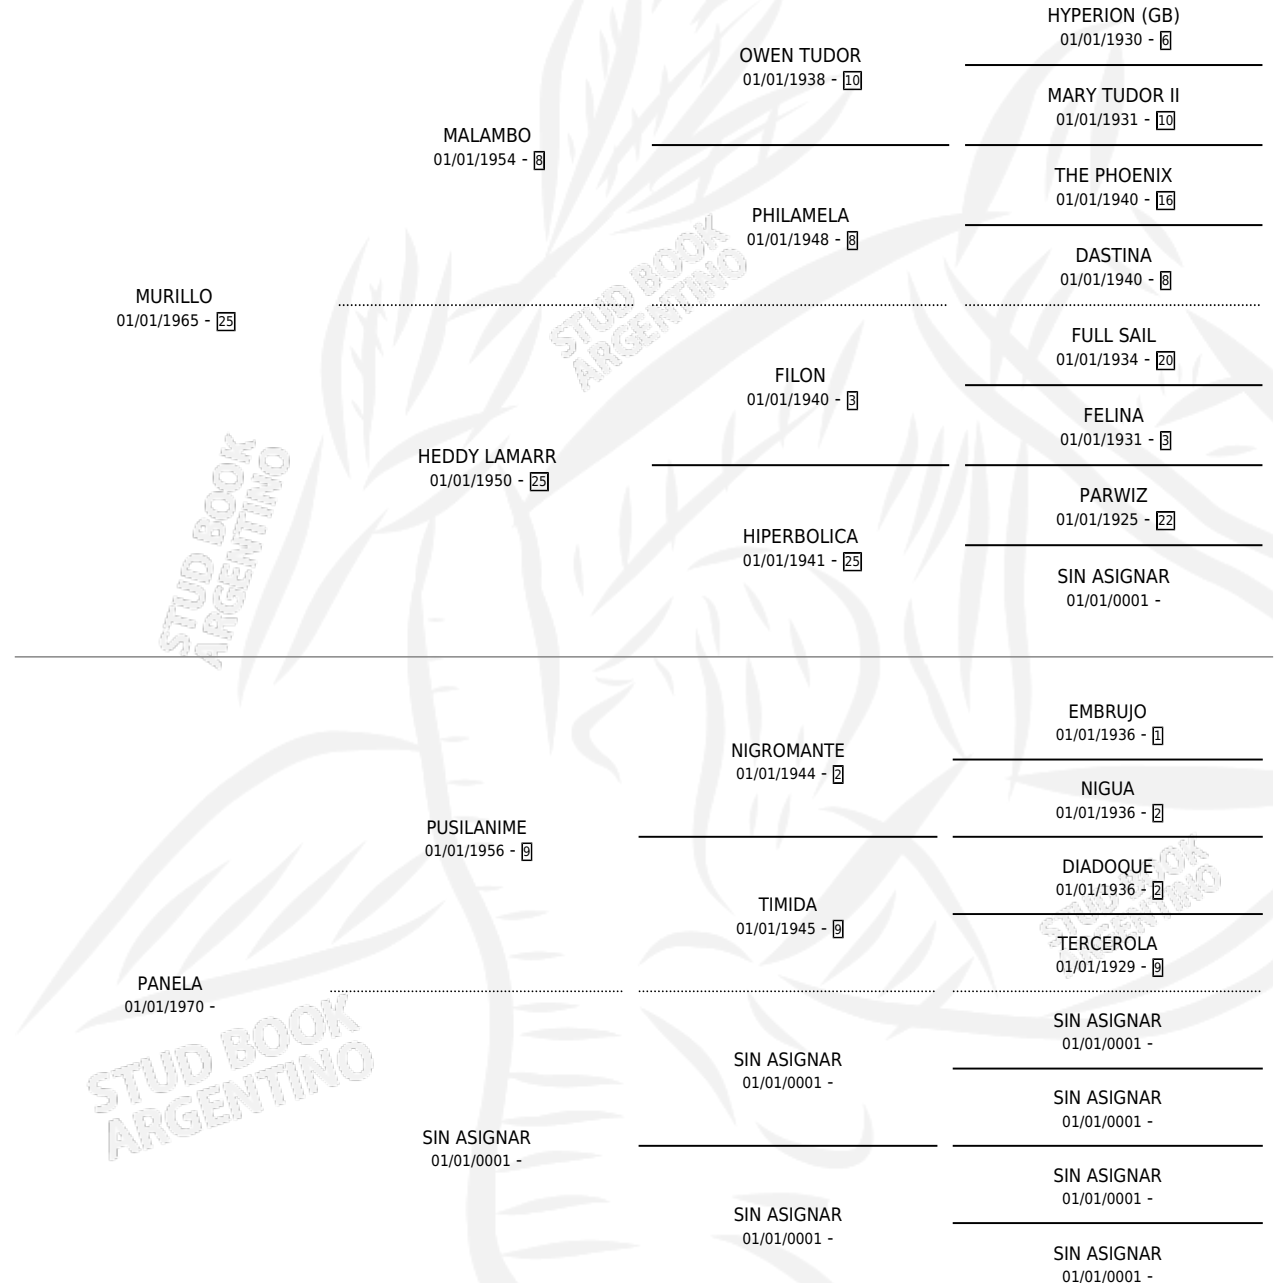 HYPERION (GB)
01/01/1930 - 6
OWEN TUDOR
01/01/1938 - 10
MARY TUDOR II
01/01/1931 - 10
MALAMBO
01/01/1954 - 8
THE PHOENIX
01/01/1940 - 16
PHILAMELA
01/01/1948 - 8
DASTINA
01/01/1940 - 8
MURILLO
01/01/1965 - 25
FULL SAIL
01/01/1934 - 20
FILON
01/01/1940 - 3
FELINA
01/01/1931 - 3
HEDDY LAMARR
01/01/1950 - 25
PARWIZ
01/01/1925 - 22
HIPERBOLICA
01/01/1941 - 25
SIN ASIGNAR
01/01/0001 -
EMBRUJO
01/01/1936 - 1
NIGROMANTE
01/01/1944 - 2
NIGUA
01/01/1936 - 2
PUSILANIME
01/01/1956 - 9
DIADOQUE
01/01/1936 - 2
TIMIDA
01/01/1945 - 9
TERCEROLA
01/01/1929 - 9
PANELA
01/01/1970 -
SIN ASIGNAR
01/01/0001 -
SIN ASIGNAR
01/01/0001 -
SIN ASIGNAR
01/01/0001 -
SIN ASIGNAR
01/01/0001 -
SIN ASIGNAR
01/01/0001 -
SIN ASIGNAR
01/01/0001 -
SIN ASIGNAR
01/01/0001 -
STUD BOOK
ARGENTINO
STUD BOOK
ARGENTINO
STUD BOOK
ARGENTINO
STUD BOOK
ARGENTINO